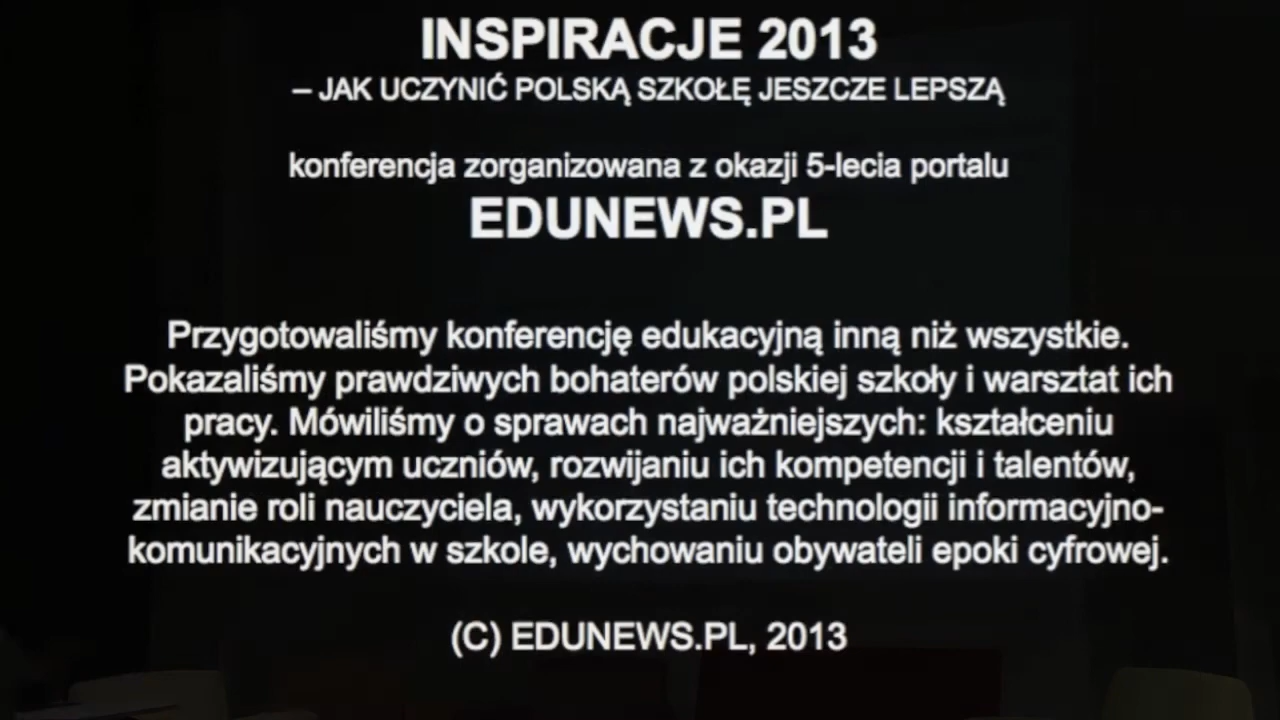 INSPIRACJE 2013
– JAK UCZYNIĆ POLSKĄ SZKOŁĘ JESZCZE LEPSZĄ
konferencja zorganizowana z okazji 5-lecia portalu
EDUNEWS.PL
Przygotowaliśmy konferencję edukacyjną inną niż wszystkie.
Pokazaliśmy prawdziwych bohaterów polskiej szkoły i warsztat ich
pracy. Mówiliśmy o sprawach najważniejszych: kształceniu
aktywizującym uczniów, rozwijaniu ich kompetencji i talentów,
zmianie roli nauczyciela, wykorzystaniu technologii informacyjno-
komunikacyjnych w szkole, wychowaniu obywateli epoki cyfrowej.
(C) EDUNEWS.PL, 2013